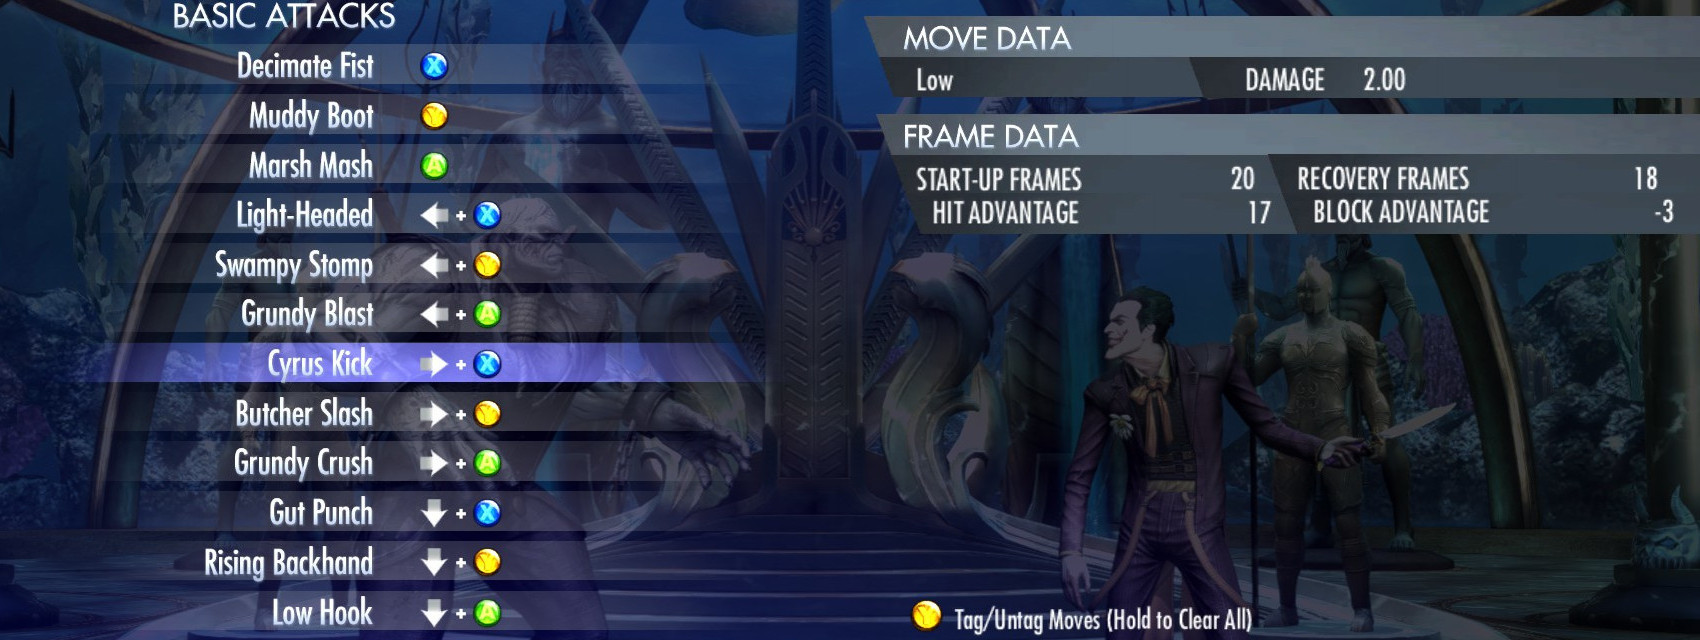 BASIC ATTACKS
Decimate Fist X
Muddy Boot Y
Marsh Mash A
Light-Headed + X
Swampy Stomp + Y
Grundy Blast + A
Cyrus Kick + X
Butcher Slash + Y
Grundy Crush + A
Gut Punch + X
Rising Backhand + Y
Low Hook + A
MOVE DATA
Low DAMAGE 2.00
FRAME DATA
START-UP FRAMES 20 RECOVERY FRAMES 18
HIT ADVANTAGE 17 BLOCK ADVANTAGE -3
Y Tag/Untag Moves (Hold to Clear All)